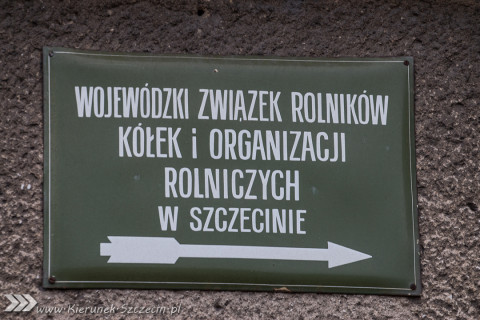 WOJEWÓDZKI ZWIĄZEK ROLNIKÓW
KÓŁEK i ORGANIZACJI
ROLNICZYCH
W SZCZECINIE
www.Kierunek-Szczecin.pl